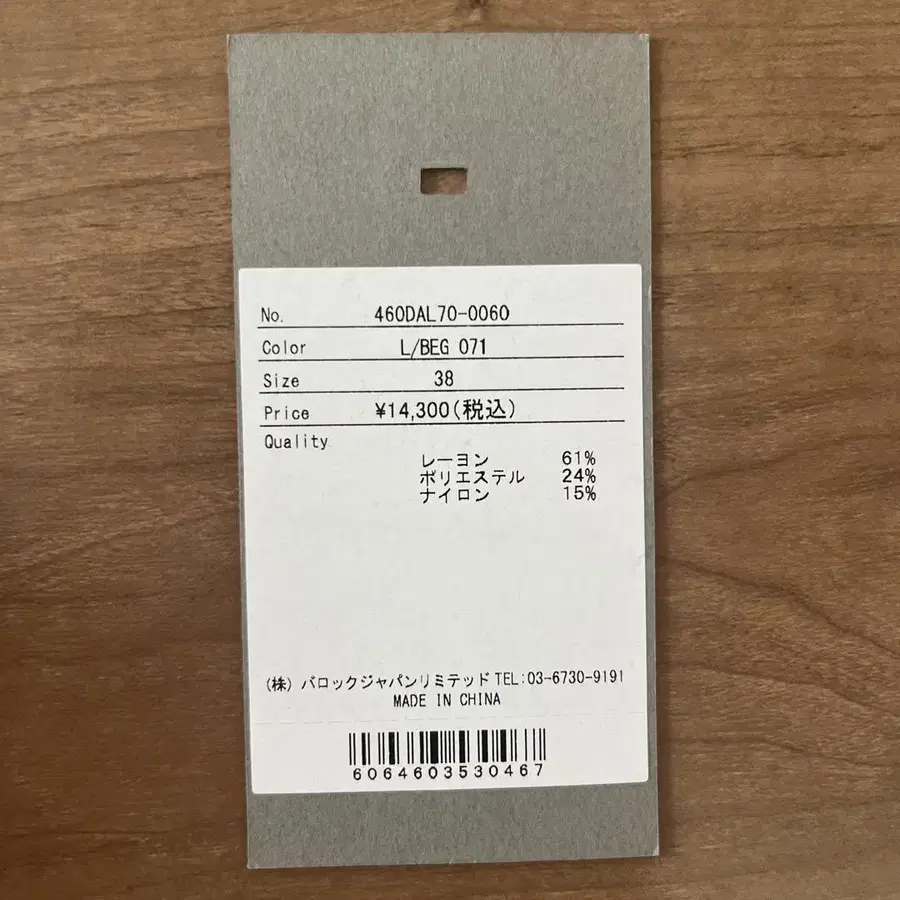 No. 460DAL70-0060
Color L/BEG 071
Size 38
Price ¥14,300(税込)
Quality
レーヨン 61%
ポリエステル 24%
ナイロン 15%
(株) バロックジャパンリミテッド TEL:03-6730-9191
MADE IN CHINA
6064603530467